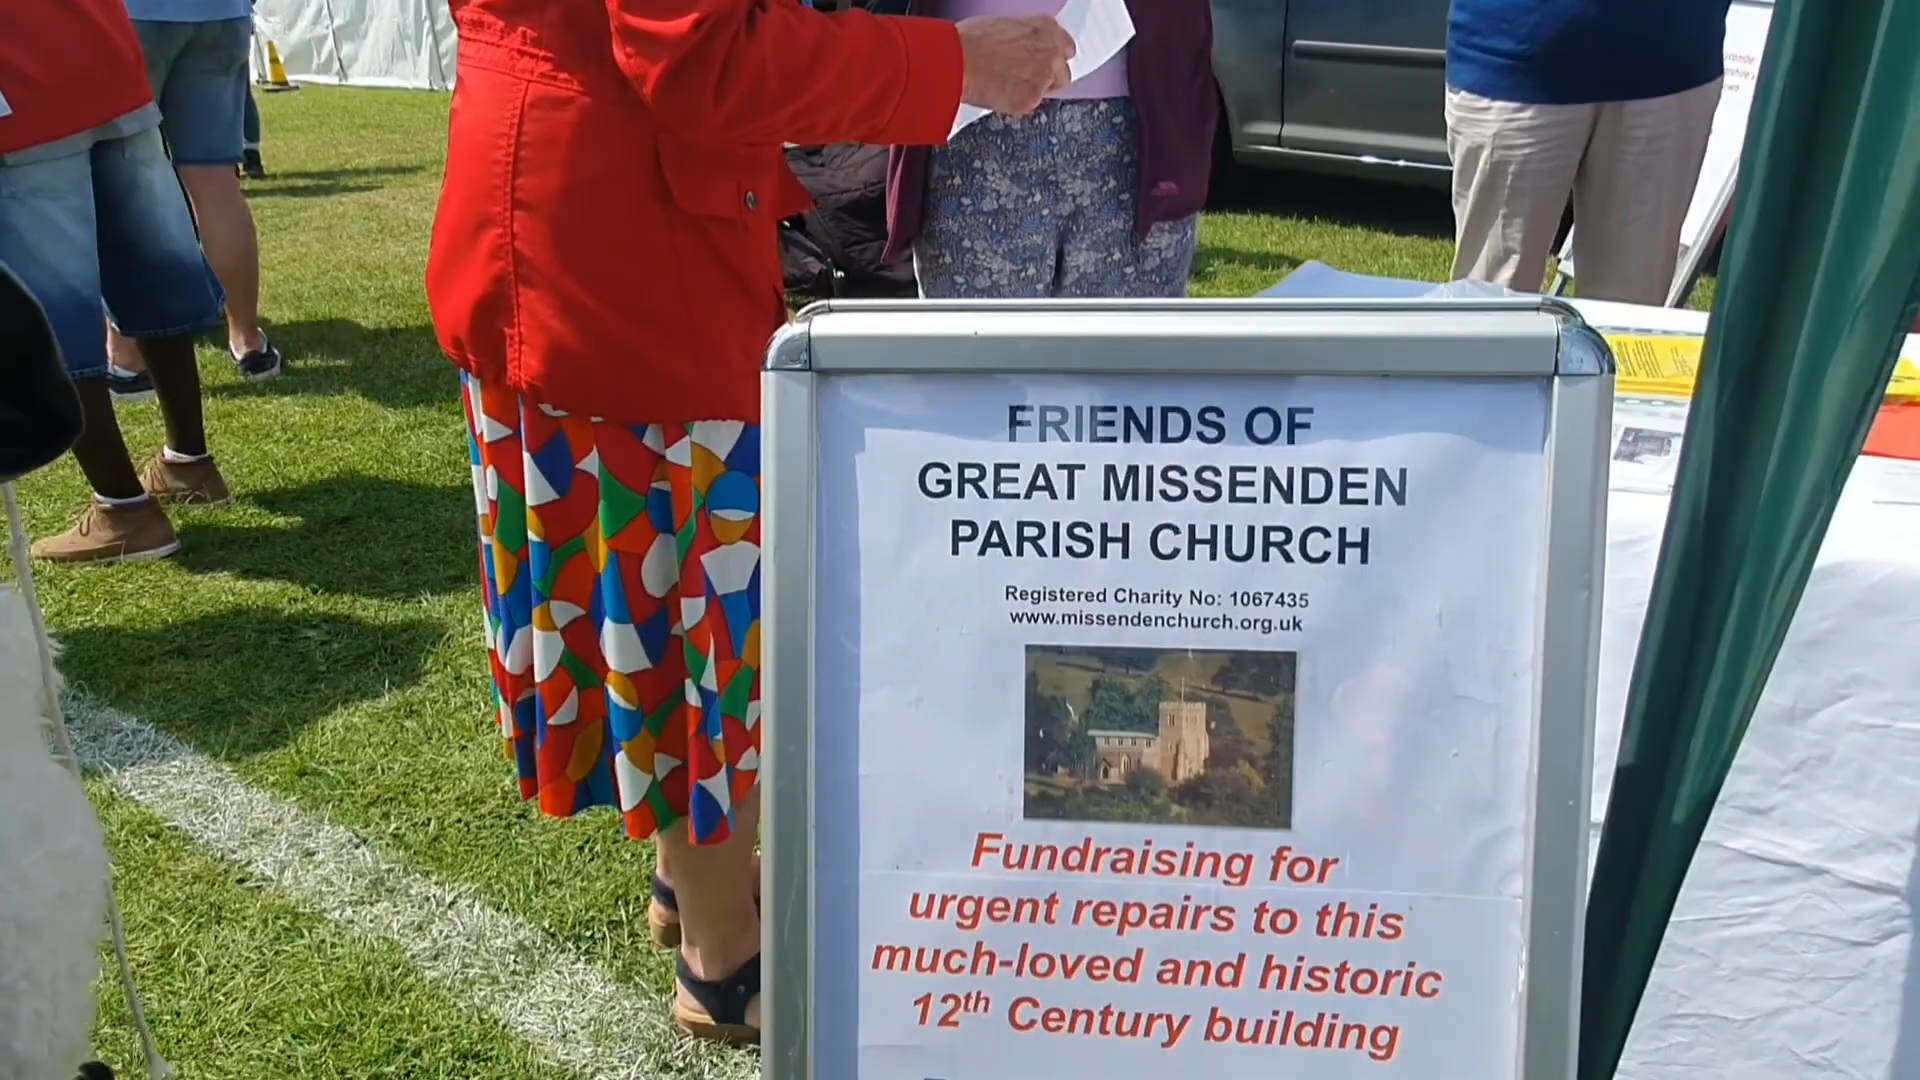 FRIENDS OF
GREAT MISSENDEN
PARISH CHURCH
Registered Charity No: 1067435
www.missendenchurch.org.uk
Fundraising for
urgent repairs to this
much-loved and historic
12th Century building